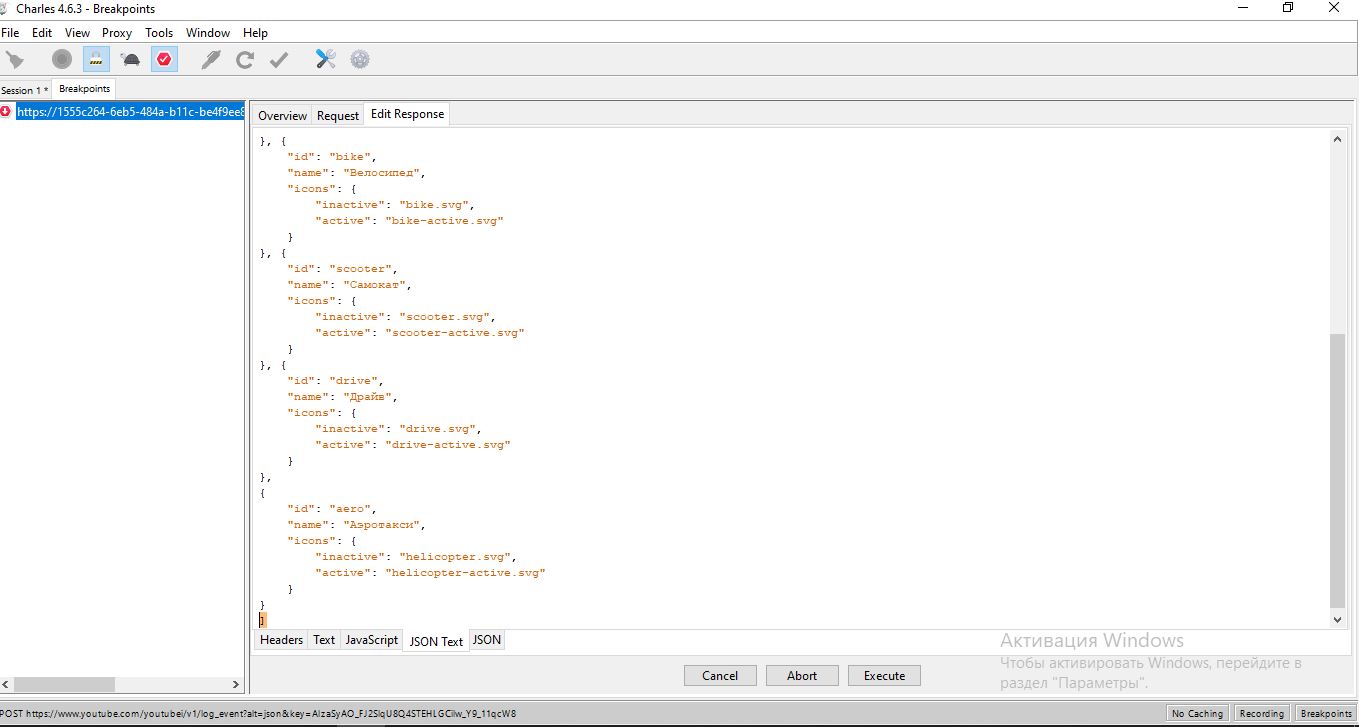 Charles 4.6.3 - Breakpoints
File Edit View Proxy Tools Window Help
Session 1 * Breakpoints
https://1555c264-6eb5-484a-b11c-be4f9ee8
Overview Request Edit Response
}, {
"id": "bike",
"name": "Велосипед",
"icons": {
"inactive": "bike.svg",
"active": "bike-active.svg"
}
}, {
"id": "scooter",
"name": "Самокат",
"icons": {
"inactive": "scooter.svg",
"active": "scooter-active.svg"
}
}, {
"id": "drive",
"name": "Драйв",
"icons": {
"inactive": "drive.svg",
"active": "drive-active.svg"
}
},
{
"id": "aero",
"name": "Аэротакси",
"icons": {
"inactive": "helicopter.svg",
"active": "helicopter-active.svg"
}
}
]
Headers Text JavaScript JSON Text JSON
Активация Windows
Чтобы активировать Windows, перейдите в
раздел "Параметры".
Cancel Abort Execute
POST https://www.youtube.com/youtubei/v1/log_event?alt=json&key=AIzaSyAO_FJ2SlqU8Q4STEHLGCilw_Y9_11qcW8
No Caching Recording Breakpoints